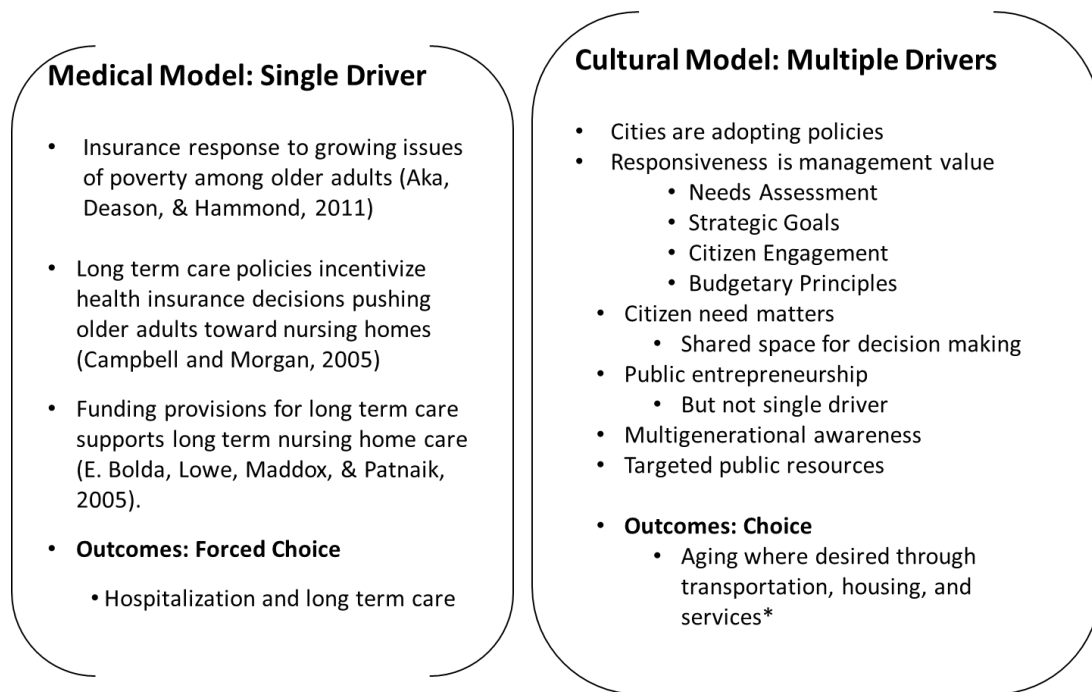 Medical Model: Single Driver
• Insurance response to growing issues
of poverty among older adults (Aka,
Deason, & Hammond, 2011)
• Long term care policies incentivize
health insurance decisions pushing
older adults toward nursing homes
(Campbell and Morgan, 2005)
• Funding provisions for long term care
supports long term nursing home care
(E. Bolda, Lowe, Maddox, & Patnaik,
2005).
• Outcomes: Forced Choice
• Hospitalization and long term care
Cultural Model: Multiple Drivers
• Cities are adopting policies
• Responsiveness is management value
• Needs Assessment
• Strategic Goals
• Citizen Engagement
• Budgetary Principles
• Citizen need matters
• Shared space for decision making
• Public entrepreneurship
• But not single driver
• Multigenerational awareness
• Targeted public resources
• Outcomes: Choice
• Aging where desired through
transportation, housing, and
services*